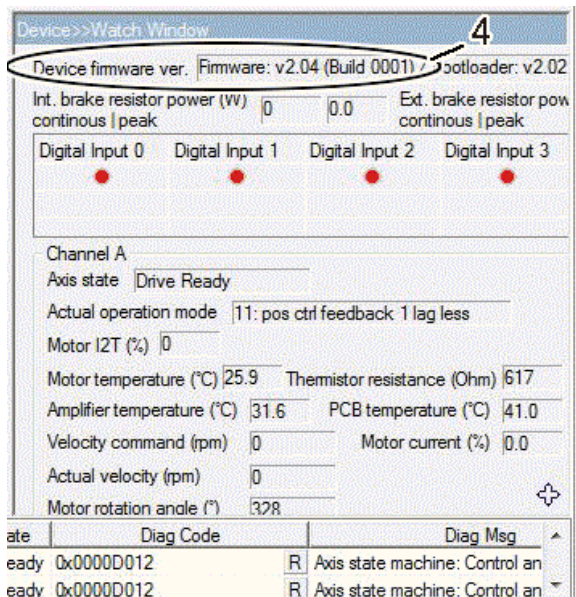 Device>>Watch Window
4
Device firmware ver. Firmware: v2.04 (Build 0001) / Bootloader: v2.02
Int. brake resistor power (W) 0 0.0 Ext. brake resistor pow
continous | peak continous | peak
Digital Input 0 Digital Input 1 Digital Input 2 Digital Input 3
Channel A
Axis state Drive Ready
Actual operation mode 11: pos ctrl feedback 1 lag less
Motor I2T (%) 0
Motor temperature (°C) 25.9 Thermistor resistance (Ohm) 617
Amplifier temperature (°C) 31.6 PCB temperature (°C) 41.0
Velocity command (rpm) 0 Motor current (%) 0.0
Actual velocity (rpm) 0
Motor rotation angle (°) 328
ate Diag Code Diag Msg
eady 0x0000D012 R Axis state machine: Control an
eady 0x0000D012 R Axis state machine: Control an